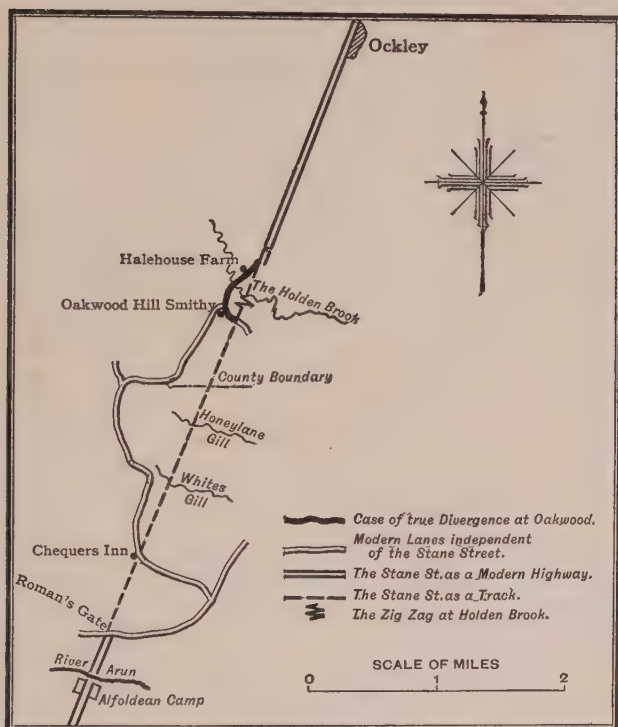 Ockley
Halehouse Farm
The Holden Brook
Oakwood Hill Smithy
County Boundary
Honeylane
Gill
Whites
Gill
Chequers Inn
Roman's Gate
River Arun
Alfoldean Camp
Case of true Divergence at Oakwood.
Modern Lanes independent
of the Stane Street.
The Stane St. as a Modern Highway.
The Stane St. as a Track.
The Zig Zag at Holden Brook.
SCALE OF MILES
0 1 2